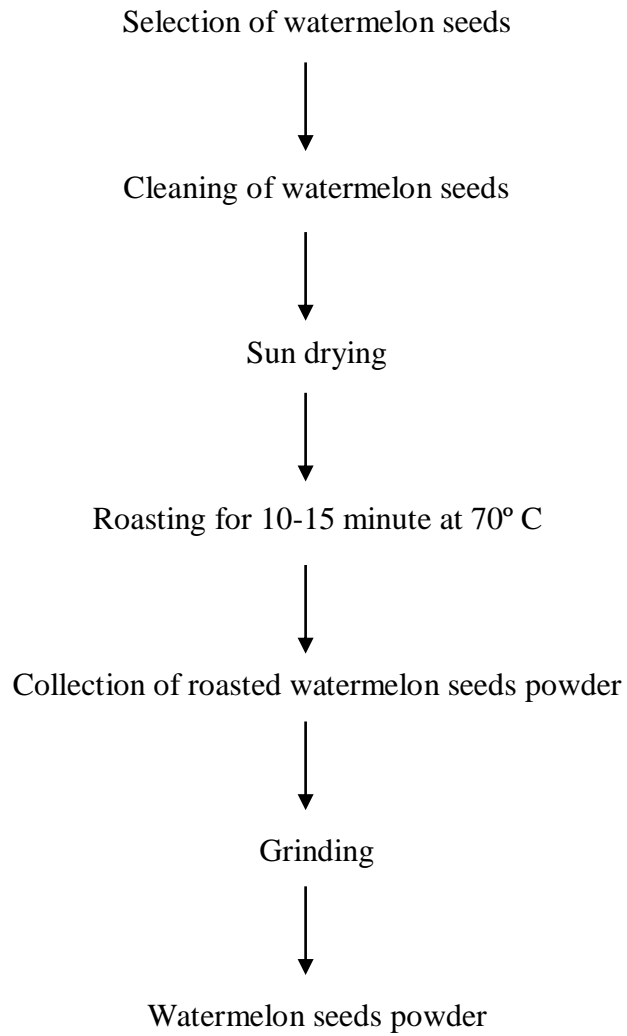 Selection of watermelon seeds
Cleaning of watermelon seeds
Sun drying
Roasting for 10-15 minute at 70º C
Collection of roasted watermelon seeds powder
Grinding
Watermelon seeds powder